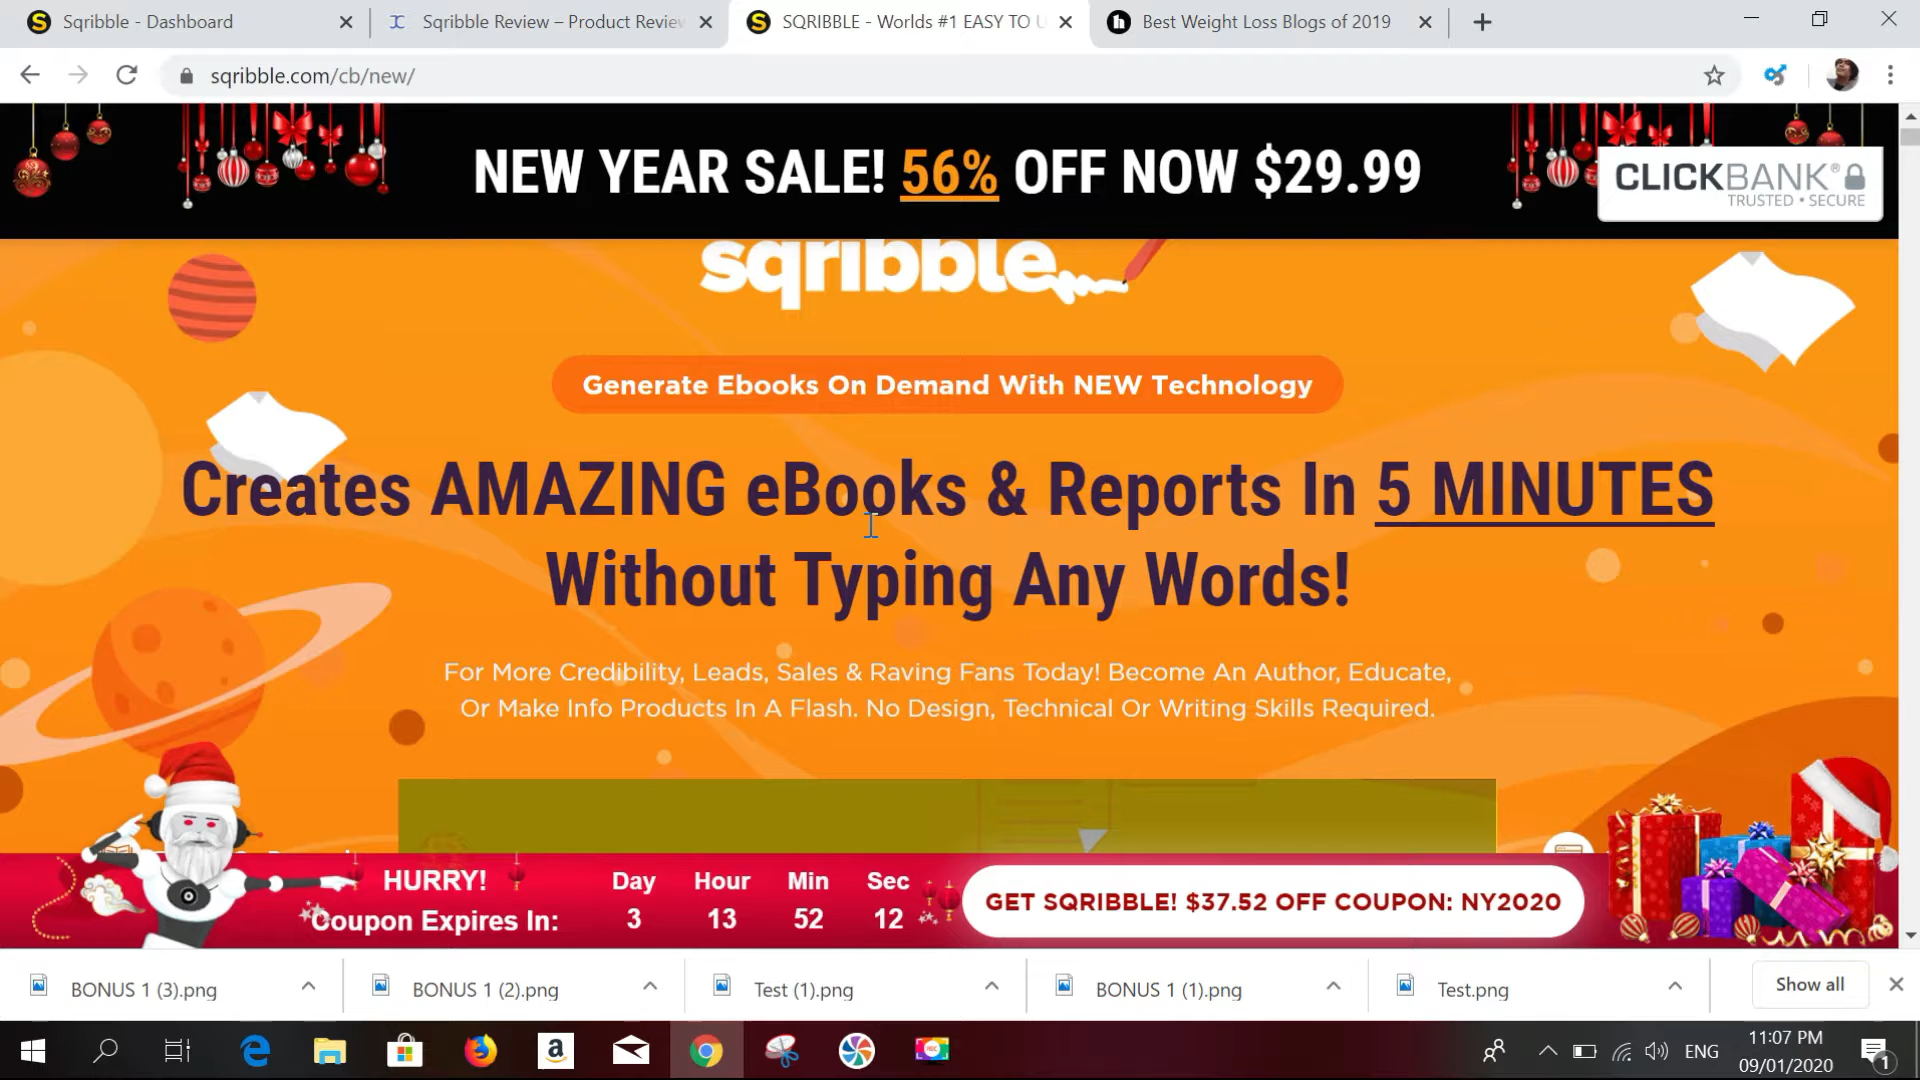 Sqribble - Dashboard
Sqribble Review – Product Review
SQRIBBLE - Worlds #1 EASY TO U
Best Weight Loss Blogs of 2019
sqribble.com/cb/new/
NEW YEAR SALE! 56% OFF NOW $29.99
CLICKBANK®
TRUSTED • SECURE
sqribble
Generate Ebooks On Demand With NEW Technology
Creates AMAZING eBooks & Reports In 5 MINUTES
Without Typing Any Words!
For More Credibility, Leads, Sales & Raving Fans Today! Become An Author, Educate,
Or Make Info Products In A Flash. No Design, Technical Or Writing Skills Required.
HURRY!
Coupon Expires In:
Day Hour Min Sec
3 13 52 12
GET SQRIBBLE! $37.52 OFF COUPON: NY2020
BONUS 1 (3).png
BONUS 1 (2).png
Test (1).png
BONUS 1 (1).png
Test.png
Show all
ENG
11:07 PM
09/01/2020
1